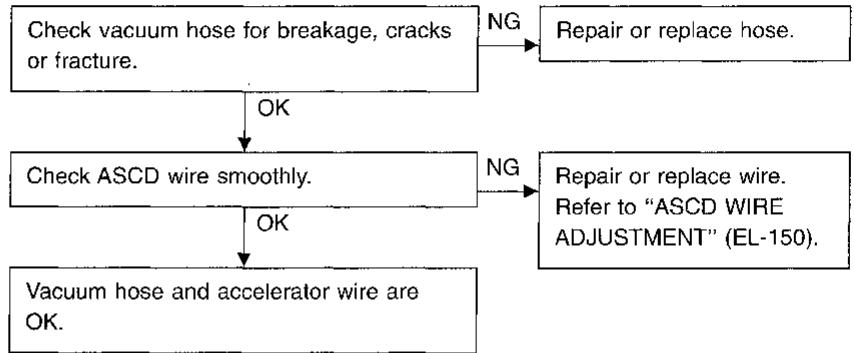 Check vacuum hose for breakage, cracks
or fracture.
NG
Repair or replace hose.
OK
Check ASCD wire smoothly.
NG
Repair or replace wire.
Refer to “ASCD WIRE
ADJUSTMENT” (EL-150).
OK
Vacuum hose and accelerator wire are
OK.